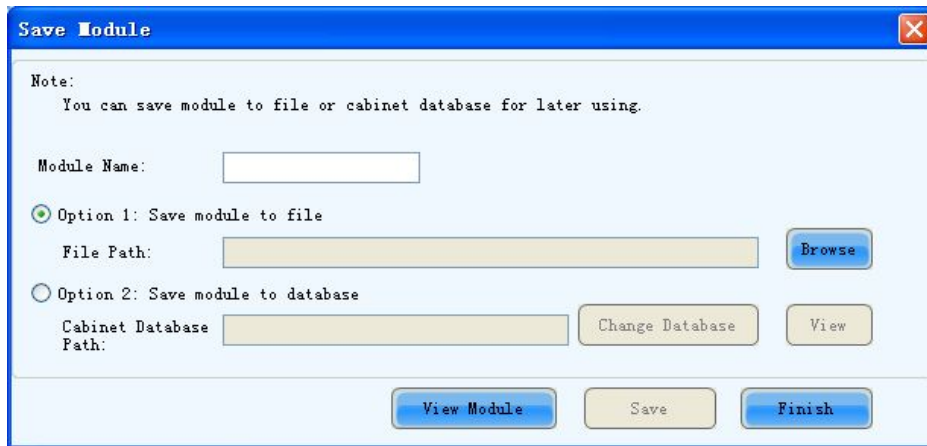 Save Module
Note:
You can save module to file or cabinet database for later using.
Module Name:
Option 1: Save module to file
File Path:
Browse
Option 2: Save module to database
Cabinet Database
Path:
Change Database
View
View Module
Save
Finish